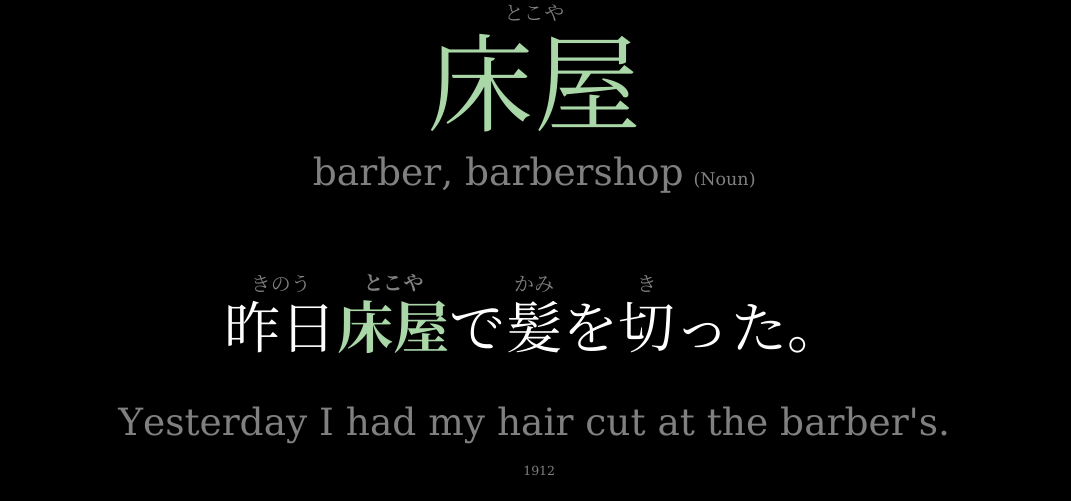 とこや
床屋
barber, barbershop (Noun)
きのう とこや かみ き
昨日床屋で髪を切った。
Yesterday I had my hair cut at the barber's.
1912